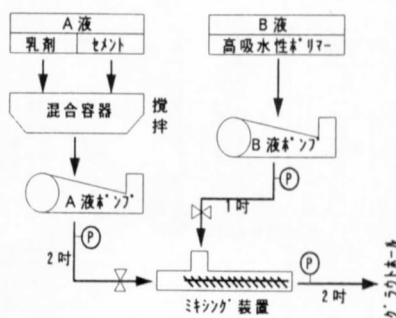 A液
乳剤 セメント
混合容器
攪拌
A液ポンプ
P
2吋
B液
高吸水性ポリマー
B液ポンプ
P
1吋
ミキシング装置
P
2吋
グラウトホール